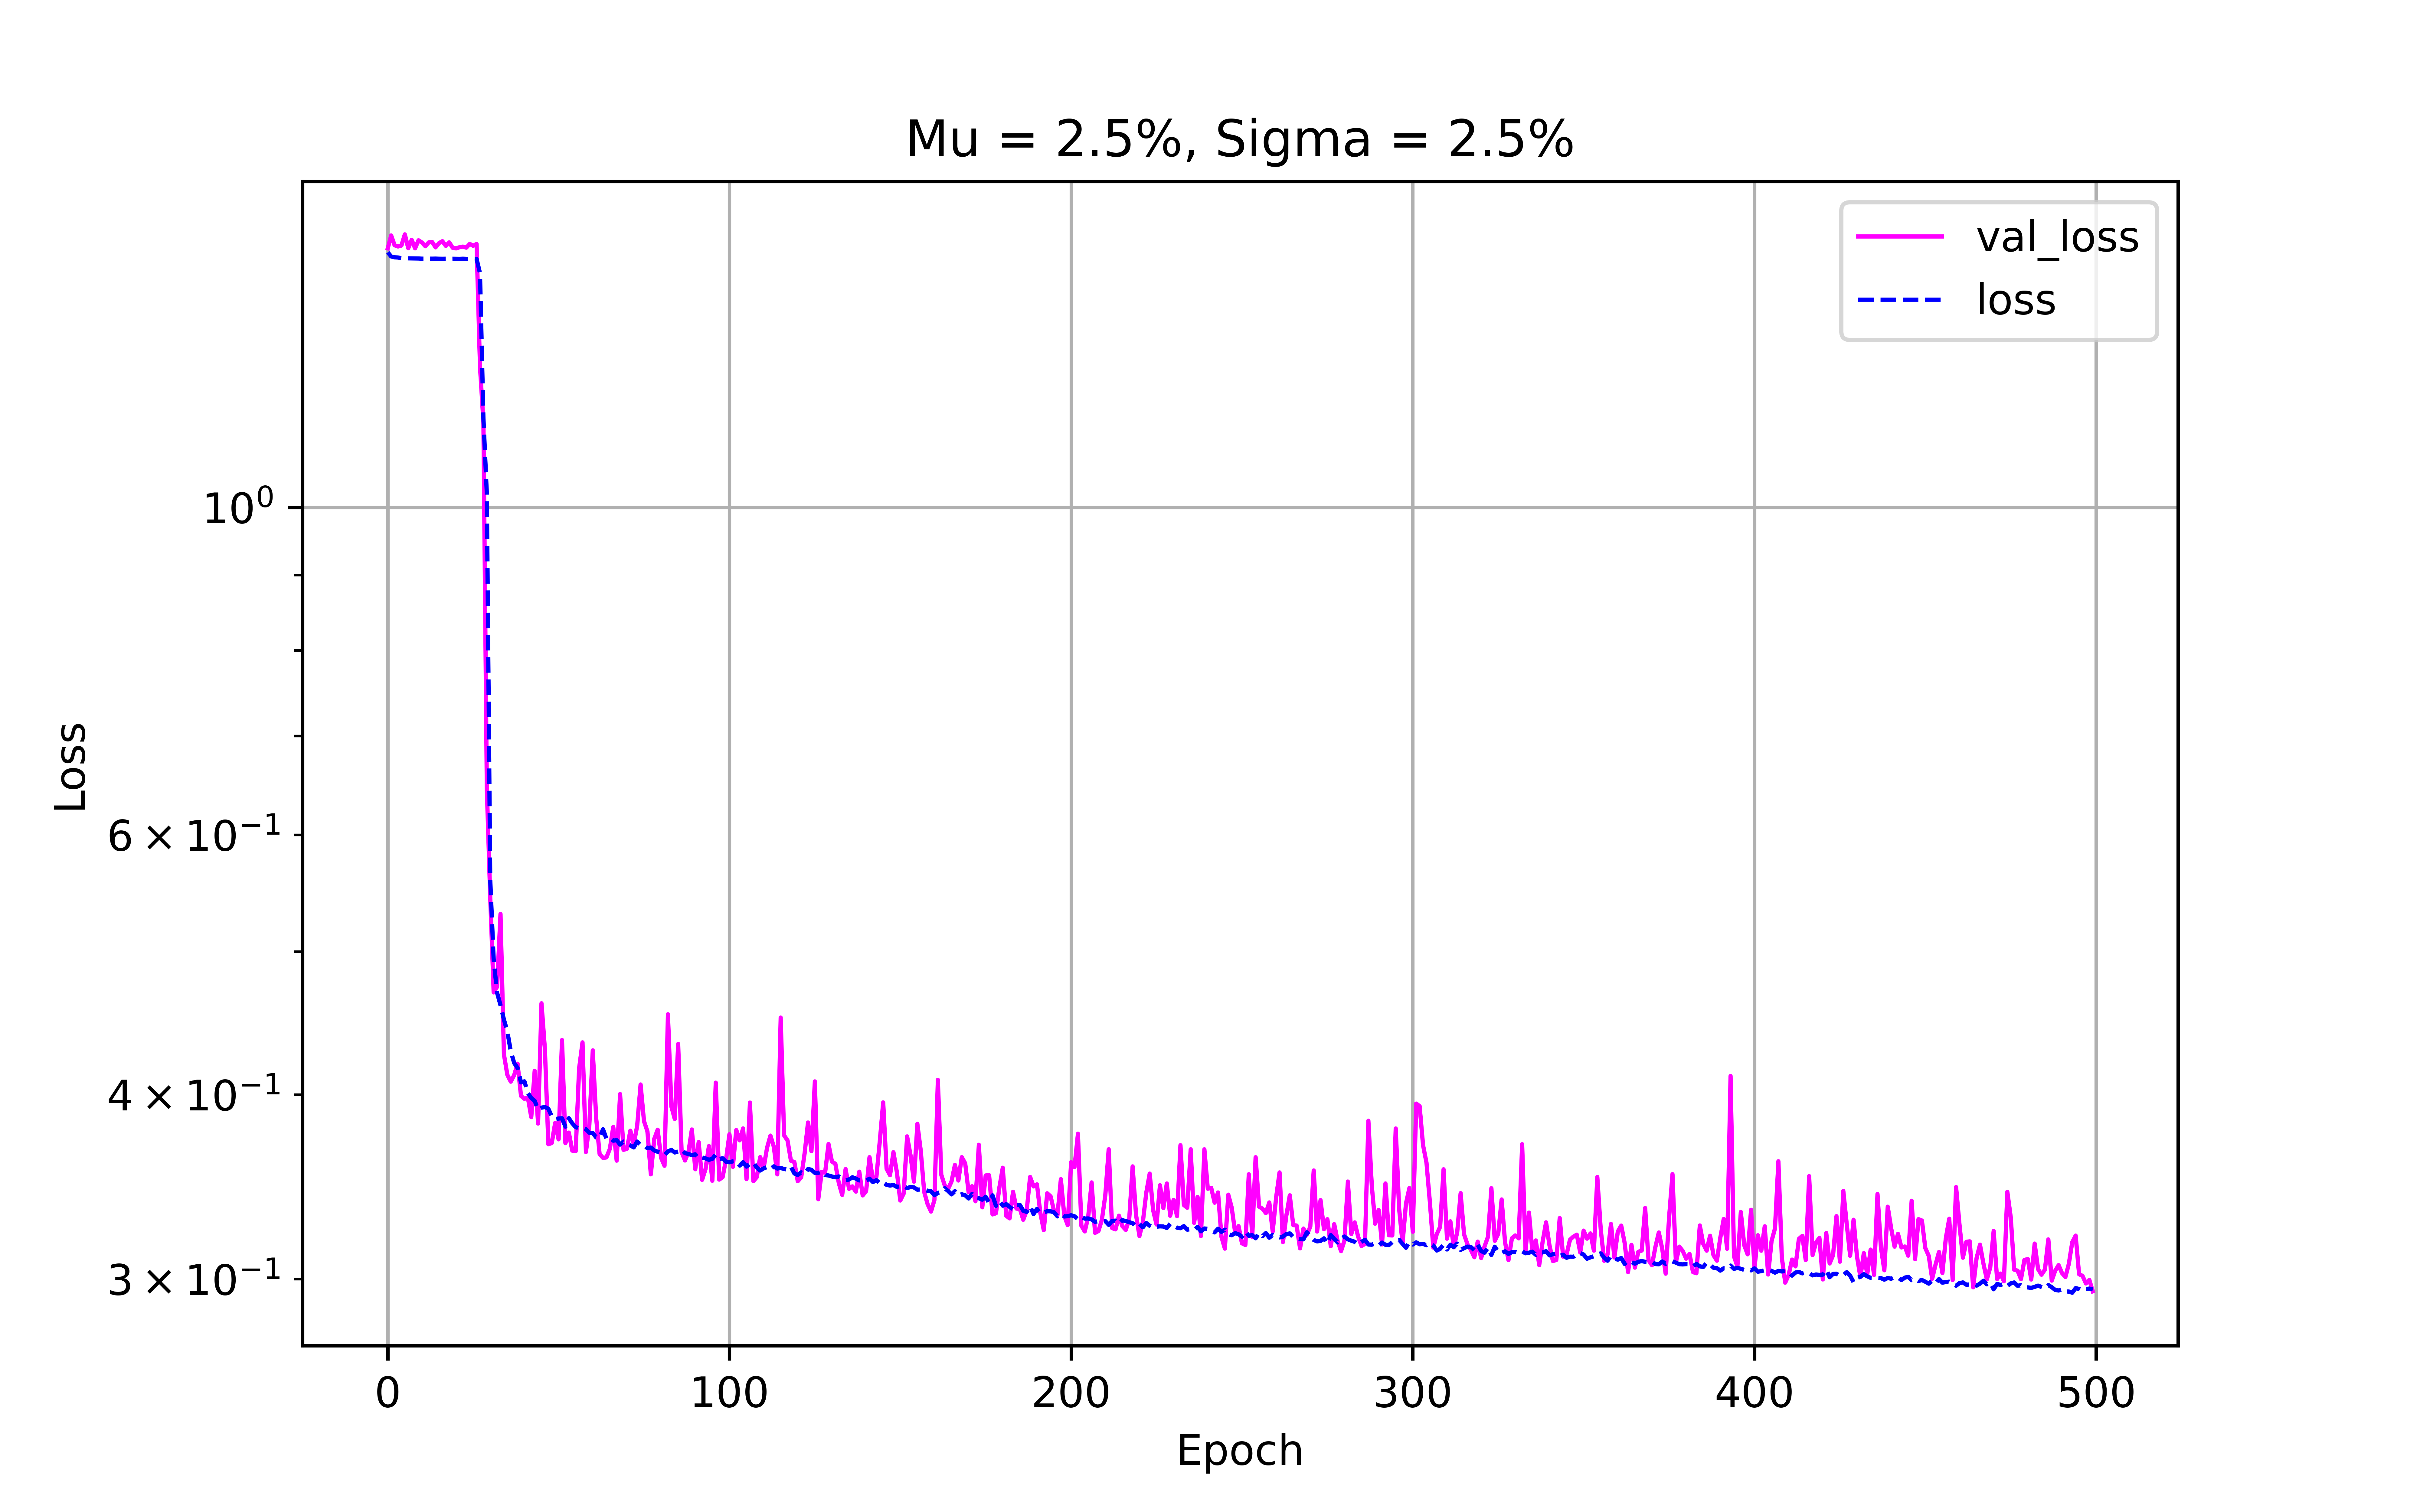 Mu = 2.5%, Sigma = 2.5%
val_loss
loss
10⁰
6 × 10⁻¹
4 × 10⁻¹
3 × 10⁻¹
Loss
0 100 200 300 400 500
Epoch